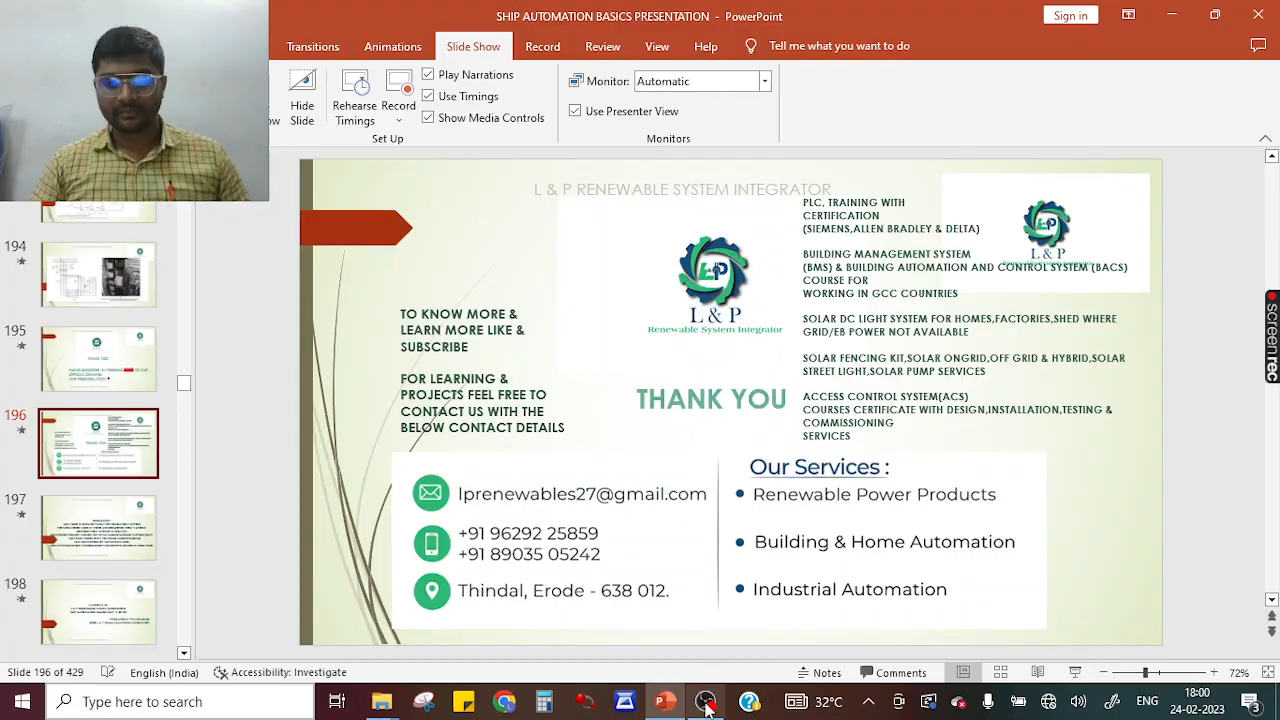 SHIP AUTOMATION BASIC DU...
Sign in
Transitions
Animations
Slide Show
Record
Review
View
Help
Tell me what you want to do
Hide
Rehearse
Timings
Record
Play Narrations
Use Timings
Show Media Controls
Set Up
Monitor:
Automatic
Use Presenter View
Monitors
194
195
196
197
198
THANK YOU
L & P RENEWABLE SYSTEM INTEGRATOR
PLC, TRAINING WITH
CERTIFICATION
(SIEMENS,ALLEN BRADLEY & DELTA)
BUILDING MANAGEMENT SYSTEM
(BMS) & BUILDING AUTOMATION AND CONTROL SYSTEM (BACS)
COURSE FOR
WORKING IN GCC COUNTRIES
SOLAR DC LIGHT SYSTEM FOR HOMES,FACTORIES,SHED WHERE
GRID/EB POWER NOT AVAILABLE
SOLAR FENCING KIT,SOLAR ONGRID,OFF GRID & HYBRID,SOLAR
STREET LIGHT,SOLAR PUMP SERVICES
ACCESS CONTROL SYSTEM(ACS)
COURSES CERTIFICATE WITH DESIGN,INSTALLATION,TESTING &
COMMISSIONING
SERVICES
L & P
L & P
Renewable System Integrator
TO KNOW MORE &
LEARN MORE LIKE &
SUBSCRIBE
FOR LEARNING &
PROJECTS FEEL FREE TO
CONTACT US WITH THE
BELOW CONTACT DETAILS
THANK YOU
lprenewables27@gmail.com
+91 96292 25859
+91 89035 05242
Thindal, Erode - 638 012.
Our Services :
Renewable Power Products
Building & Home Automation
Industrial Automation
screen rec
Slide 196 of 429
English (India)
Accessibility: Investigate
Notes
Comments
72%
Type here to search
32°C
ENG
18:00
24-02-2023